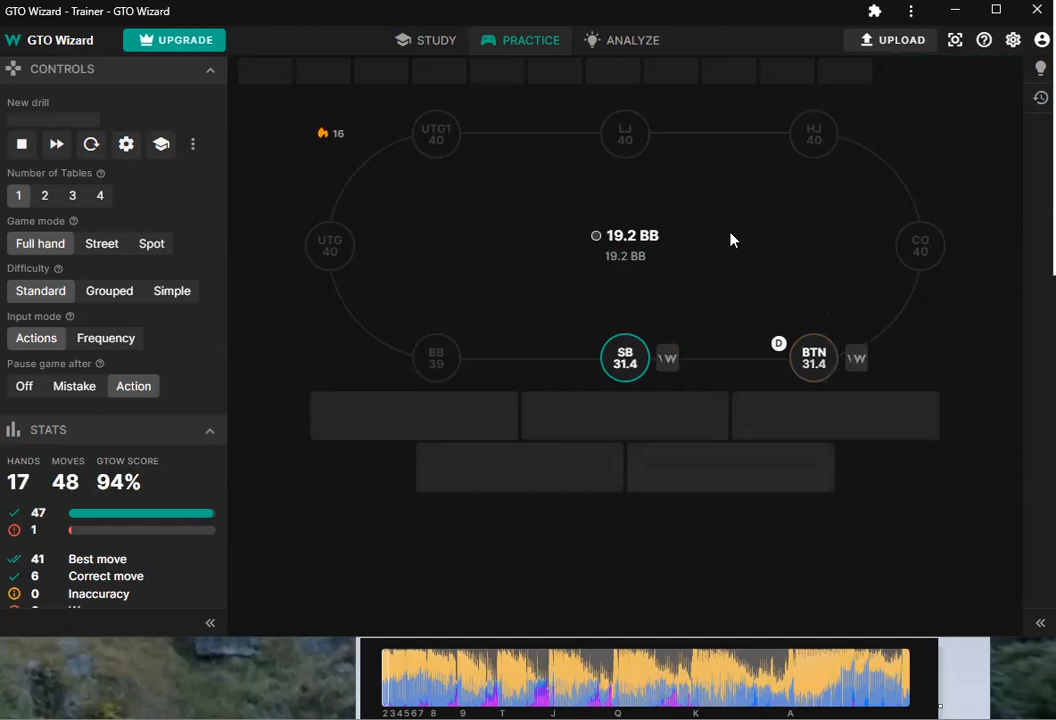 GTO Wizard - Trainer - GTO Wizard
W GTO Wizard
UPGRADE
STUDY
PRACTICE
ANALYZE
UPLOAD
CONTROLS
New drill
Number of Tables
1 2 3 4
Game mode
Full hand Street Spot
Difficulty
Standard Grouped Simple
Input mode
Actions Frequency
Pause game after
Off Mistake Action
STATS
HANDS MOVES GTOW SCORE
17 48 94%
47
1
41 Best move
6 Correct move
0 Inaccuracy
16
UTG1
40
LJ
40
HJ
40
UTG
40
19.2 BB
19.2 BB
CO
40
BB
39
SB
31.4
W
D
BTN
31.4
W
2 3 4 5 6 7 8 9 T J Q K A